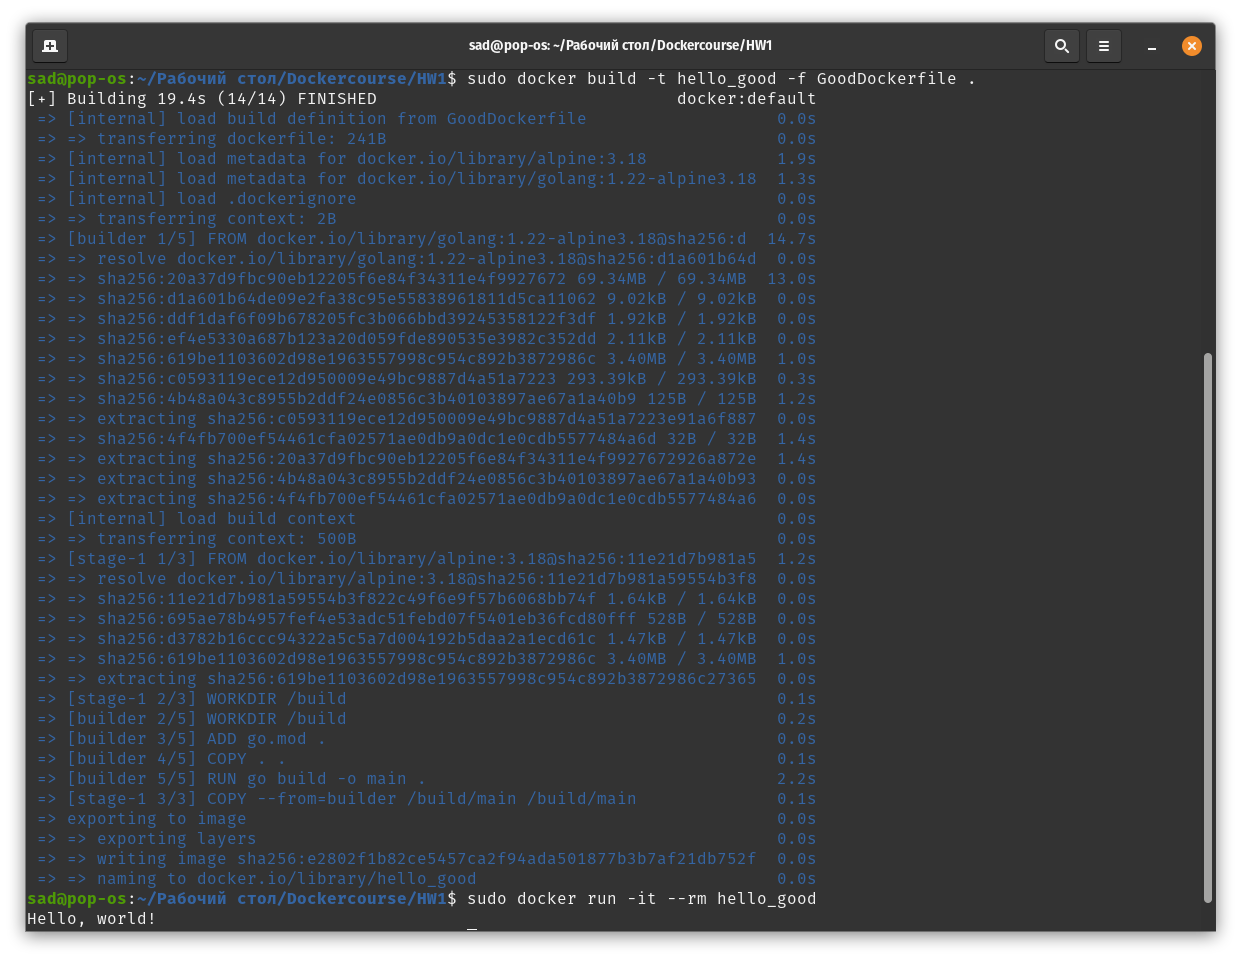 sad@pop-os: ~/Рабочий стол/Dockercourse/HW1
sad@pop-os:~/Рабочий стол/Dockercourse/HW1$ sudo docker build -t hello_good -f GoodDockerfile .
[+] Building 19.4s (14/14) FINISHED docker:default
=> [internal] load build definition from GoodDockerfile 0.0s
=> => transferring dockerfile: 241B 0.0s
=> [internal] load metadata for docker.io/library/alpine:3.18 1.9s
=> [internal] load metadata for docker.io/library/golang:1.22-alpine3.18 1.3s
=> [internal] load .dockerignore 0.0s
=> => transferring context: 2B 0.0s
=> [builder 1/5] FROM docker.io/library/golang:1.22-alpine3.18@sha256:d 14.7s
=> => resolve docker.io/library/golang:1.22-alpine3.18@sha256:d1a601b64d 0.0s
=> => sha256:20a37d9fbc90eb12205f6e84f34311e4f9927672 69.34MB / 69.34MB 13.0s
=> => sha256:d1a601b64de09e2fa38c95e55838961811d5ca11062 9.02kB / 9.02kB 0.0s
=> => sha256:ddf1daf6f09b678205fc3b066bbd39245358122f3df 1.92kB / 1.92kB 0.0s
=> => sha256:ef4e5330a687b123a20d059fde890535e3982c352dd 2.11kB / 2.11kB 0.0s
=> => sha256:619be1103602d98e1963557998c954c892b3872986c 3.40MB / 3.40MB 1.0s
=> => sha256:c0593119ece12d950009e49bc9887d4a51a7223 293.39kB / 293.39kB 0.3s
=> => sha256:4b48a043c8955b2ddf24e0856c3b40103897ae67a1a40b9 125B / 125B 1.2s
=> => extracting sha256:c0593119ece12d950009e49bc9887d4a51a7223e91a6f887 0.0s
=> => sha256:4f4fb700ef54461cfa02571ae0db9a0dc1e0cdb5577484a6d 32B / 32B 1.4s
=> => extracting sha256:20a37d9fbc90eb12205f6e84f34311e4f9927672926a872e 1.4s
=> => extracting sha256:4b48a043c8955b2ddf24e0856c3b40103897ae67a1a40b93 0.0s
=> => extracting sha256:4f4fb700ef54461cfa02571ae0db9a0dc1e0cdb5577484a6 0.0s
=> [internal] load build context 0.0s
=> => transferring context: 500B 0.0s
=> [stage-1 1/3] FROM docker.io/library/alpine:3.18@sha256:11e21d7b981a5 1.2s
=> => resolve docker.io/library/alpine:3.18@sha256:11e21d7b981a59554b3f8 0.0s
=> => sha256:11e21d7b981a59554b3f822c49f6e9f57b6068bb74f 1.64kB / 1.64kB 0.0s
=> => sha256:695ae78b4957fef4e53adc51febd07f5401eb36fcd80fff 528B / 528B 0.0s
=> => sha256:d3782b16ccc94322a5c5a7d004192b5daa2a1ecd61c 1.47kB / 1.47kB 0.0s
=> => sha256:619be1103602d98e1963557998c954c892b3872986c 3.40MB / 3.40MB 1.0s
=> => extracting sha256:619be1103602d98e1963557998c954c892b3872986c27365 0.0s
=> [stage-1 2/3] WORKDIR /build 0.1s
=> [builder 2/5] WORKDIR /build 0.2s
=> [builder 3/5] ADD go.mod . 0.0s
=> [builder 4/5] COPY . . 0.1s
=> [builder 5/5] RUN go build -o main . 2.2s
=> [stage-1 3/3] COPY --from=builder /build/main /build/main 0.1s
=> exporting to image 0.0s
=> => exporting layers 0.0s
=> => writing image sha256:e2802f1b82ce5457ca2f94ada501877b3b7af21db752f 0.0s
=> => naming to docker.io/library/hello_good 0.0s
sad@pop-os:~/Рабочий стол/Dockercourse/HW1$ sudo docker run -it --rm hello_good
Hello, world!